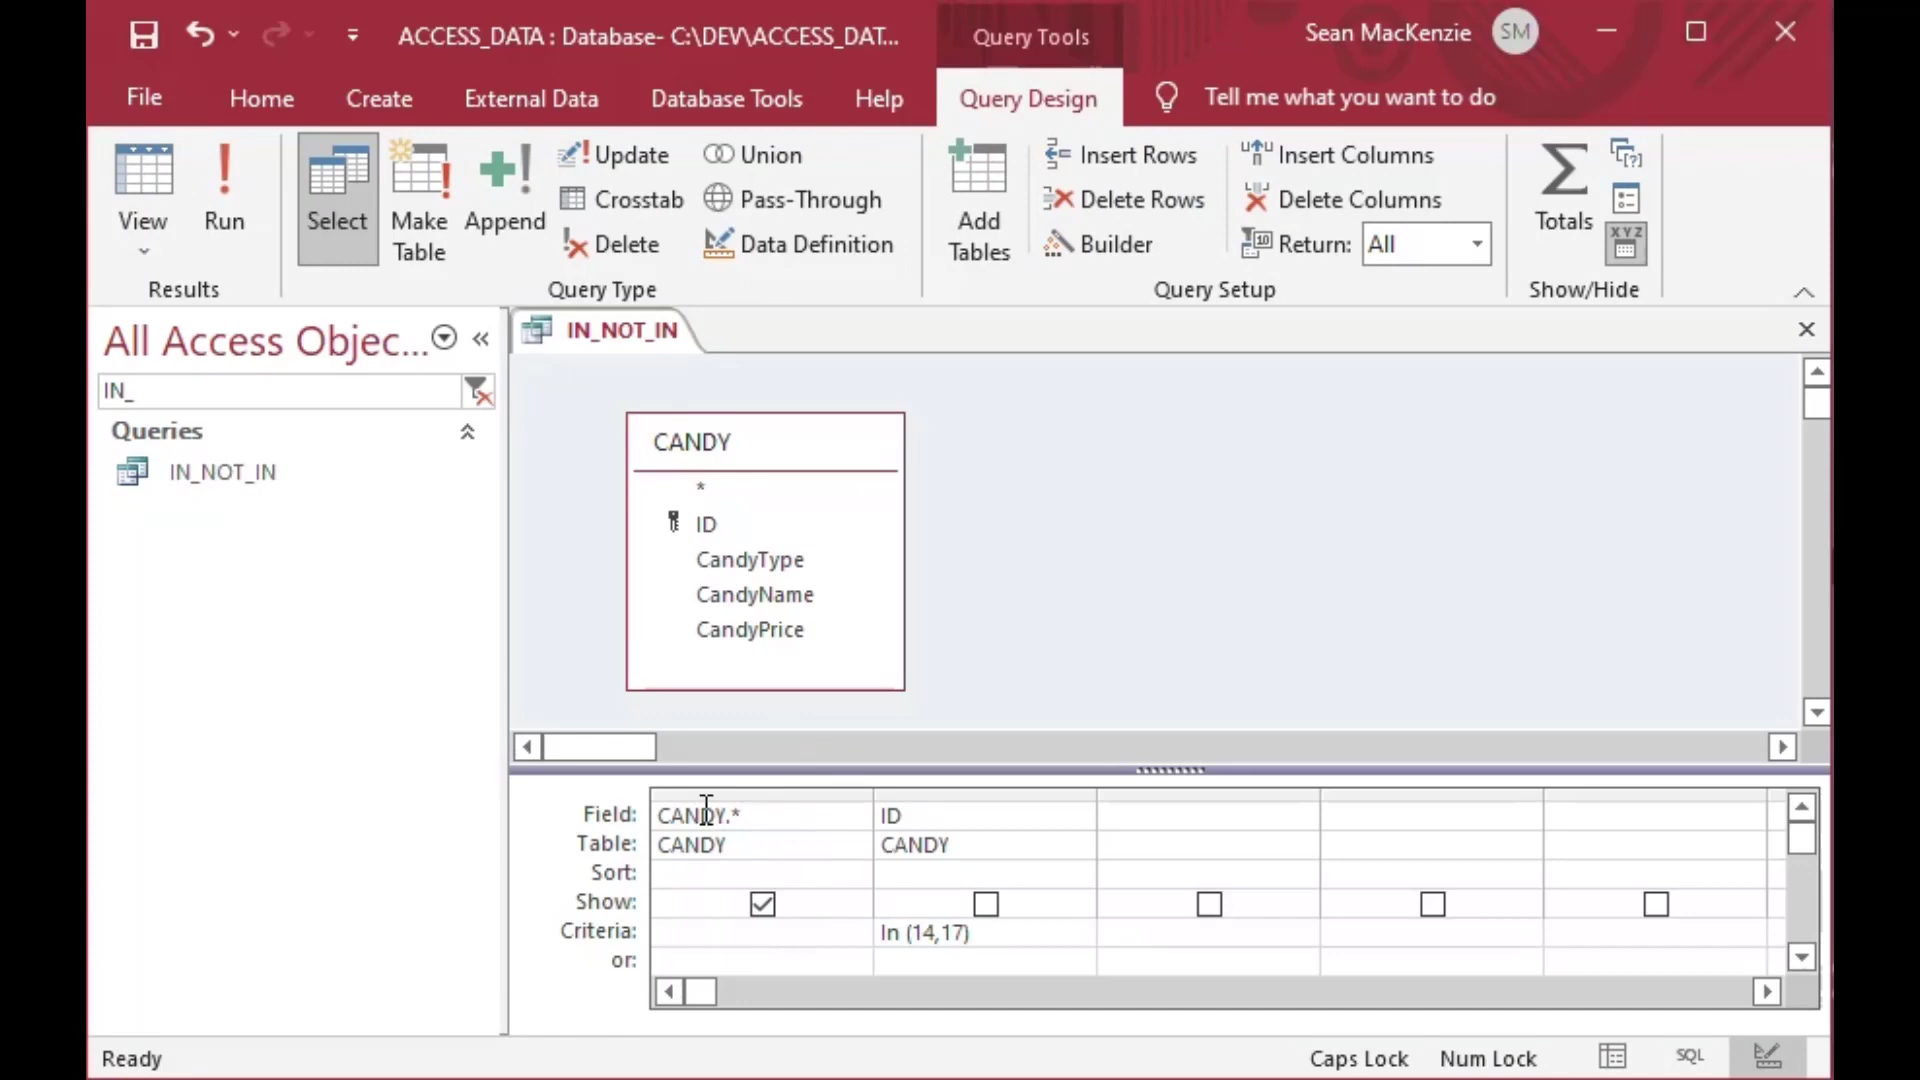 ACCESS_DATA : Database- C:\DEV\ACCESS_DAT...
Query Tools
Sean MacKenzie
SM
File
Home
Create
External Data
Database Tools
Help
Query Design
Tell me what you want to do
View
Run
Select
Make Table
Append
Update
Crosstab
Delete
Union
Pass-Through
Data Definition
Add Tables
Insert Rows
Delete Rows
Builder
Insert Columns
Delete Columns
Return: All
Totals
XYZ
Results
Query Type
Query Setup
Show/Hide
All Access Objec...
IN_
Queries
IN_NOT_IN
IN_NOT_IN
CANDY
*
ID
CandyType
CandyName
CandyPrice
Field: CANDY.* ID
Table: CANDY CANDY
Sort:
Show:
Criteria: In (14,17)
or:
Ready
Caps Lock
Num Lock
SQL